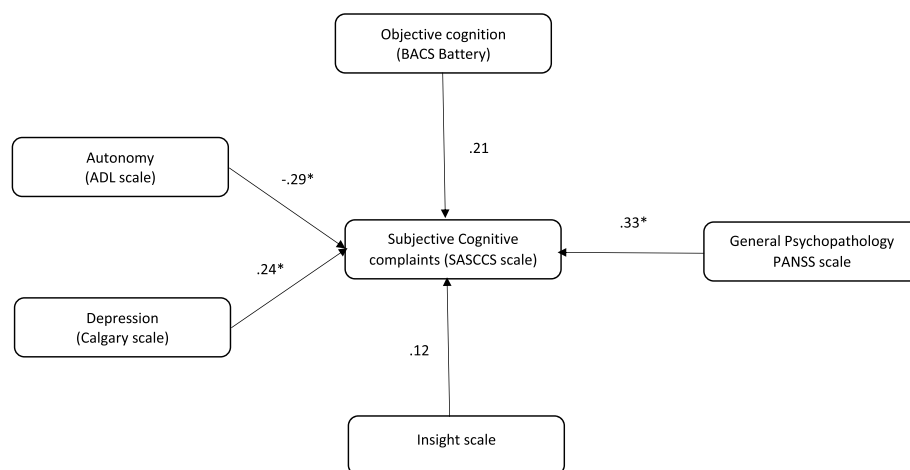 Objective cognition
(BACS Battery)
.21
Autonomy
(ADL scale)
-.29*
Subjective Cognitive
complaints (SASCCS scale)
.33*
General Psychopathology
PANSS scale
.24*
Depression
(Calgary scale)
.12
Insight scale